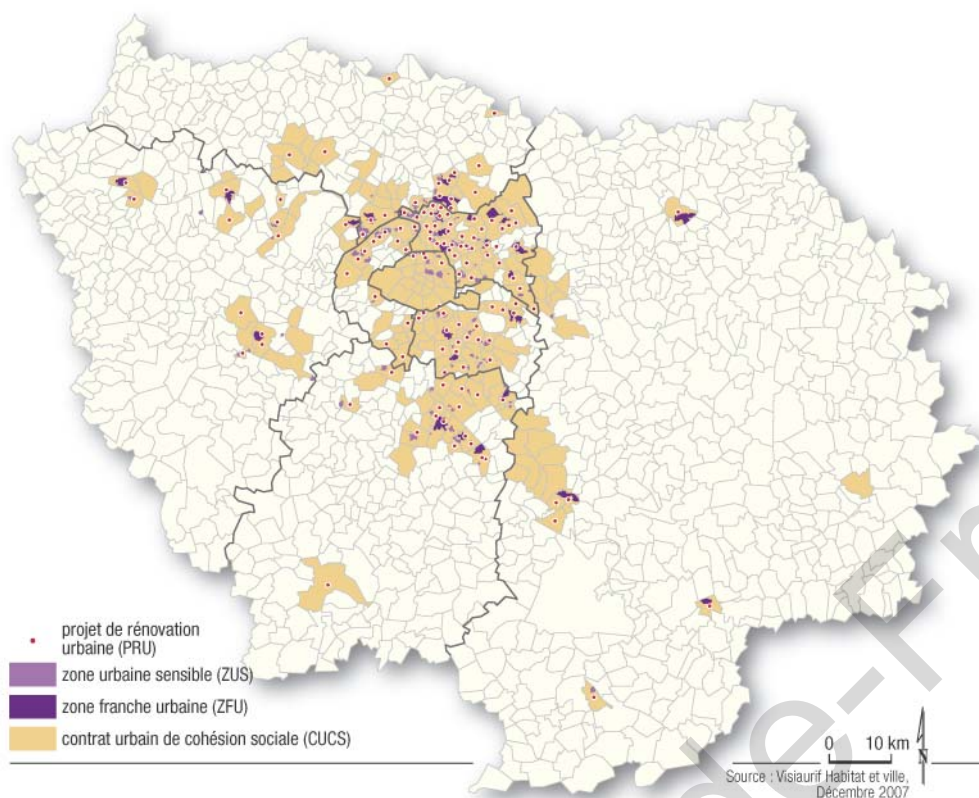 projet de rénovation
urbaine (PRU)
zone urbaine sensible (ZUS)
zone franche urbaine (ZFU)
contrat urbain de cohésion sociale (CUCS)
0 10 km
N
Source : Visiaurif Habitat et ville,
Décembre 2007